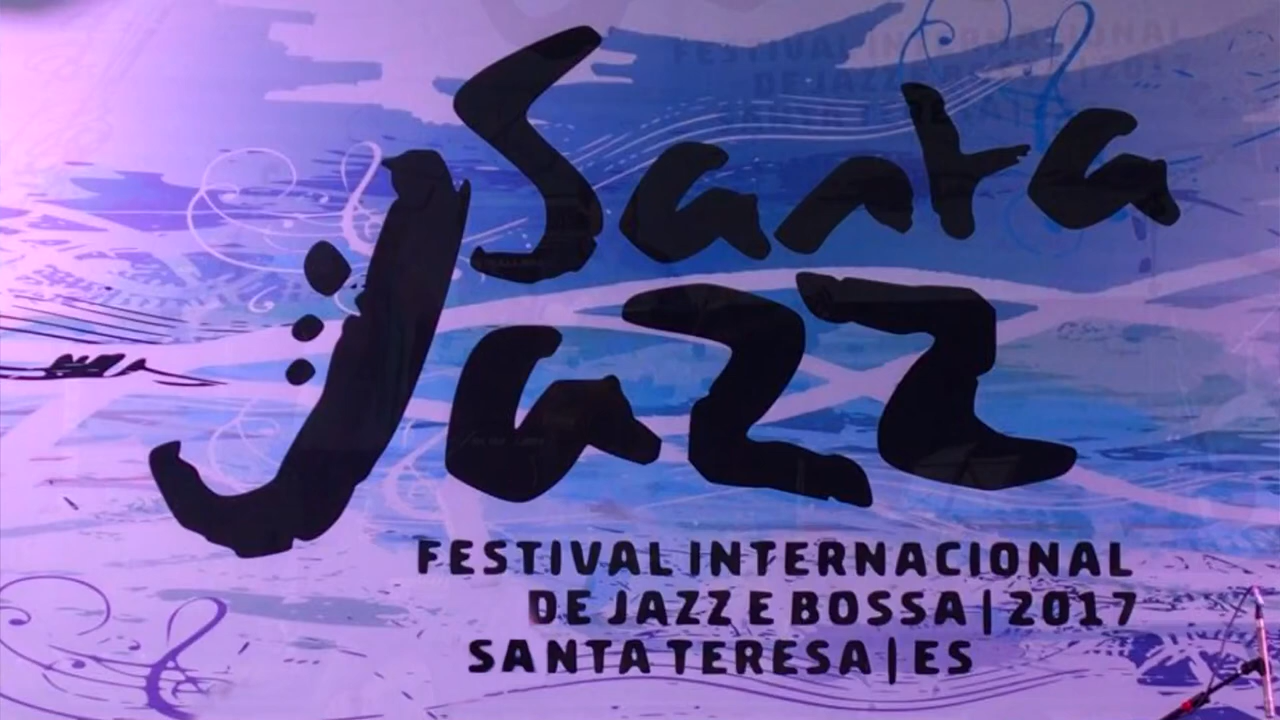 Santa
Jazz
FESTIVAL INTERNACIONAL
DE JAZZ E BOSSA | 2017
SANTA TERESA | ES